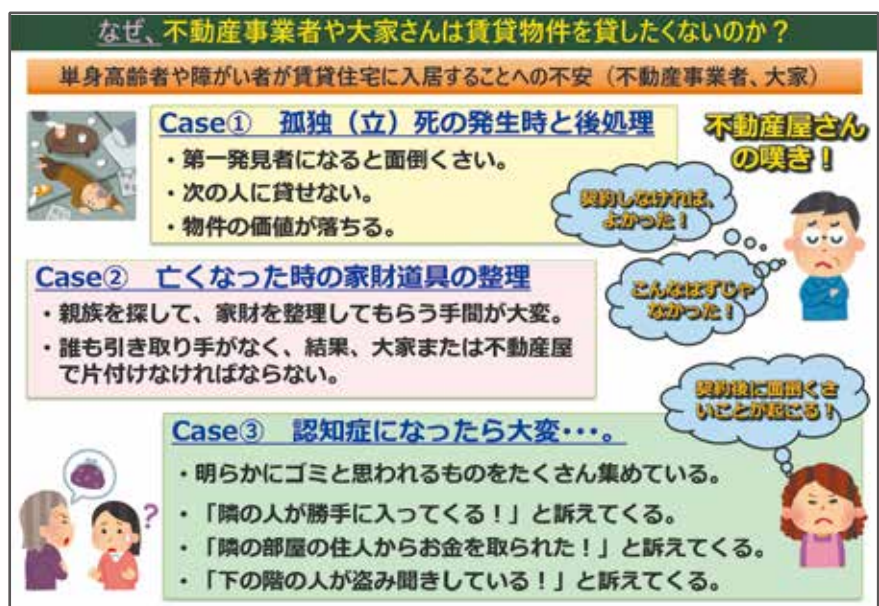 なぜ、不動産事業者や大家さんは賃貸物件を貸したくないのか？
単身高齢者や障がい者が賃貸住宅に入居することへの不安（不動産事業者、大家）
Case① 孤独（立）死の発生時と後処理
・第一発見者になると面倒くさい。
・次の人に貸せない。
・物件の価値が落ちる。
不動産屋さん
の嘆き！
契約しなければ、
よかった！
こんなはずじゃ
なかった！
Case② 亡くなった時の家財道具の整理
・親族を探して、家財を整理してもらう手間が大変。
・誰も引き取り手がなく、結果、大家または不動産屋
で片付けなければならない。
契約後に面倒くさ
いことが起こる！
Case③ 認知症になったら大変・・・。
・明らかにゴミと思われるものをたくさん集めている。
・「隣の人が勝手に入ってくる！」と訴えてくる。
・「隣の部屋の住人からお金を取られた！」と訴えてくる。
・「下の階の人が盗み聞きしている！」と訴えてくる。
?